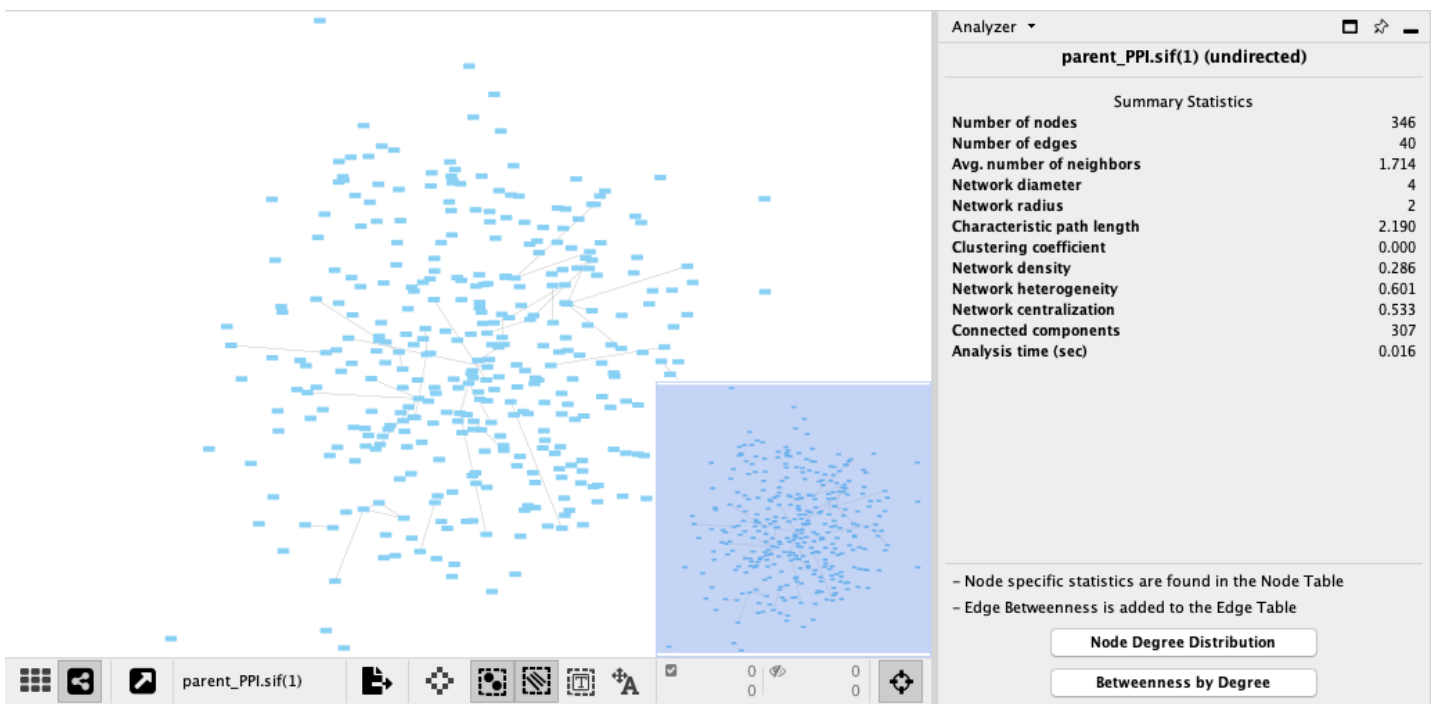 Analyzer
parent_PPI.sif(1) (undirected)
Summary Statistics
Number of nodes 346
Number of edges 40
Avg. number of neighbors 1.714
Network diameter 4
Network radius 2
Characteristic path length 2.190
Clustering coefficient 0.000
Network density 0.286
Network heterogeneity 0.601
Network centralization 0.533
Connected components 307
Analysis time (sec) 0.016
– Node specific statistics are found in the Node Table
– Edge Betweenness is added to the Edge Table
Node Degree Distribution
Betweenness by Degree
parent_PPI.sif(1)
T
A
0 0
0 0